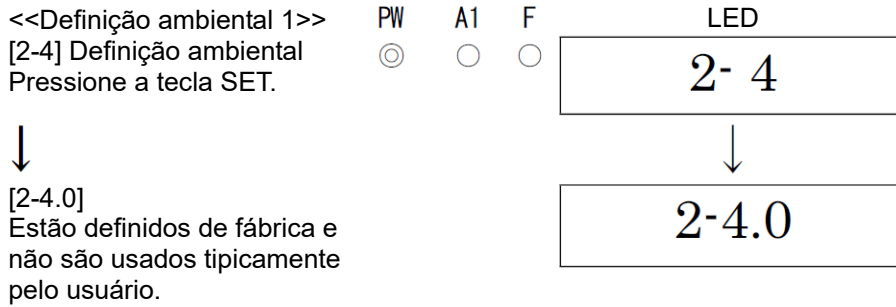 <<Definição ambiental 1>>
PW A1 F LED
[2-4] Definição ambiental
◎ ○ ○ 2- 4
Pressione a tecla SET.
↓ ↓
[2-4.0]
2-4.0
Estão definidos de fábrica e
não são usados tipicamente
pelo usuário.